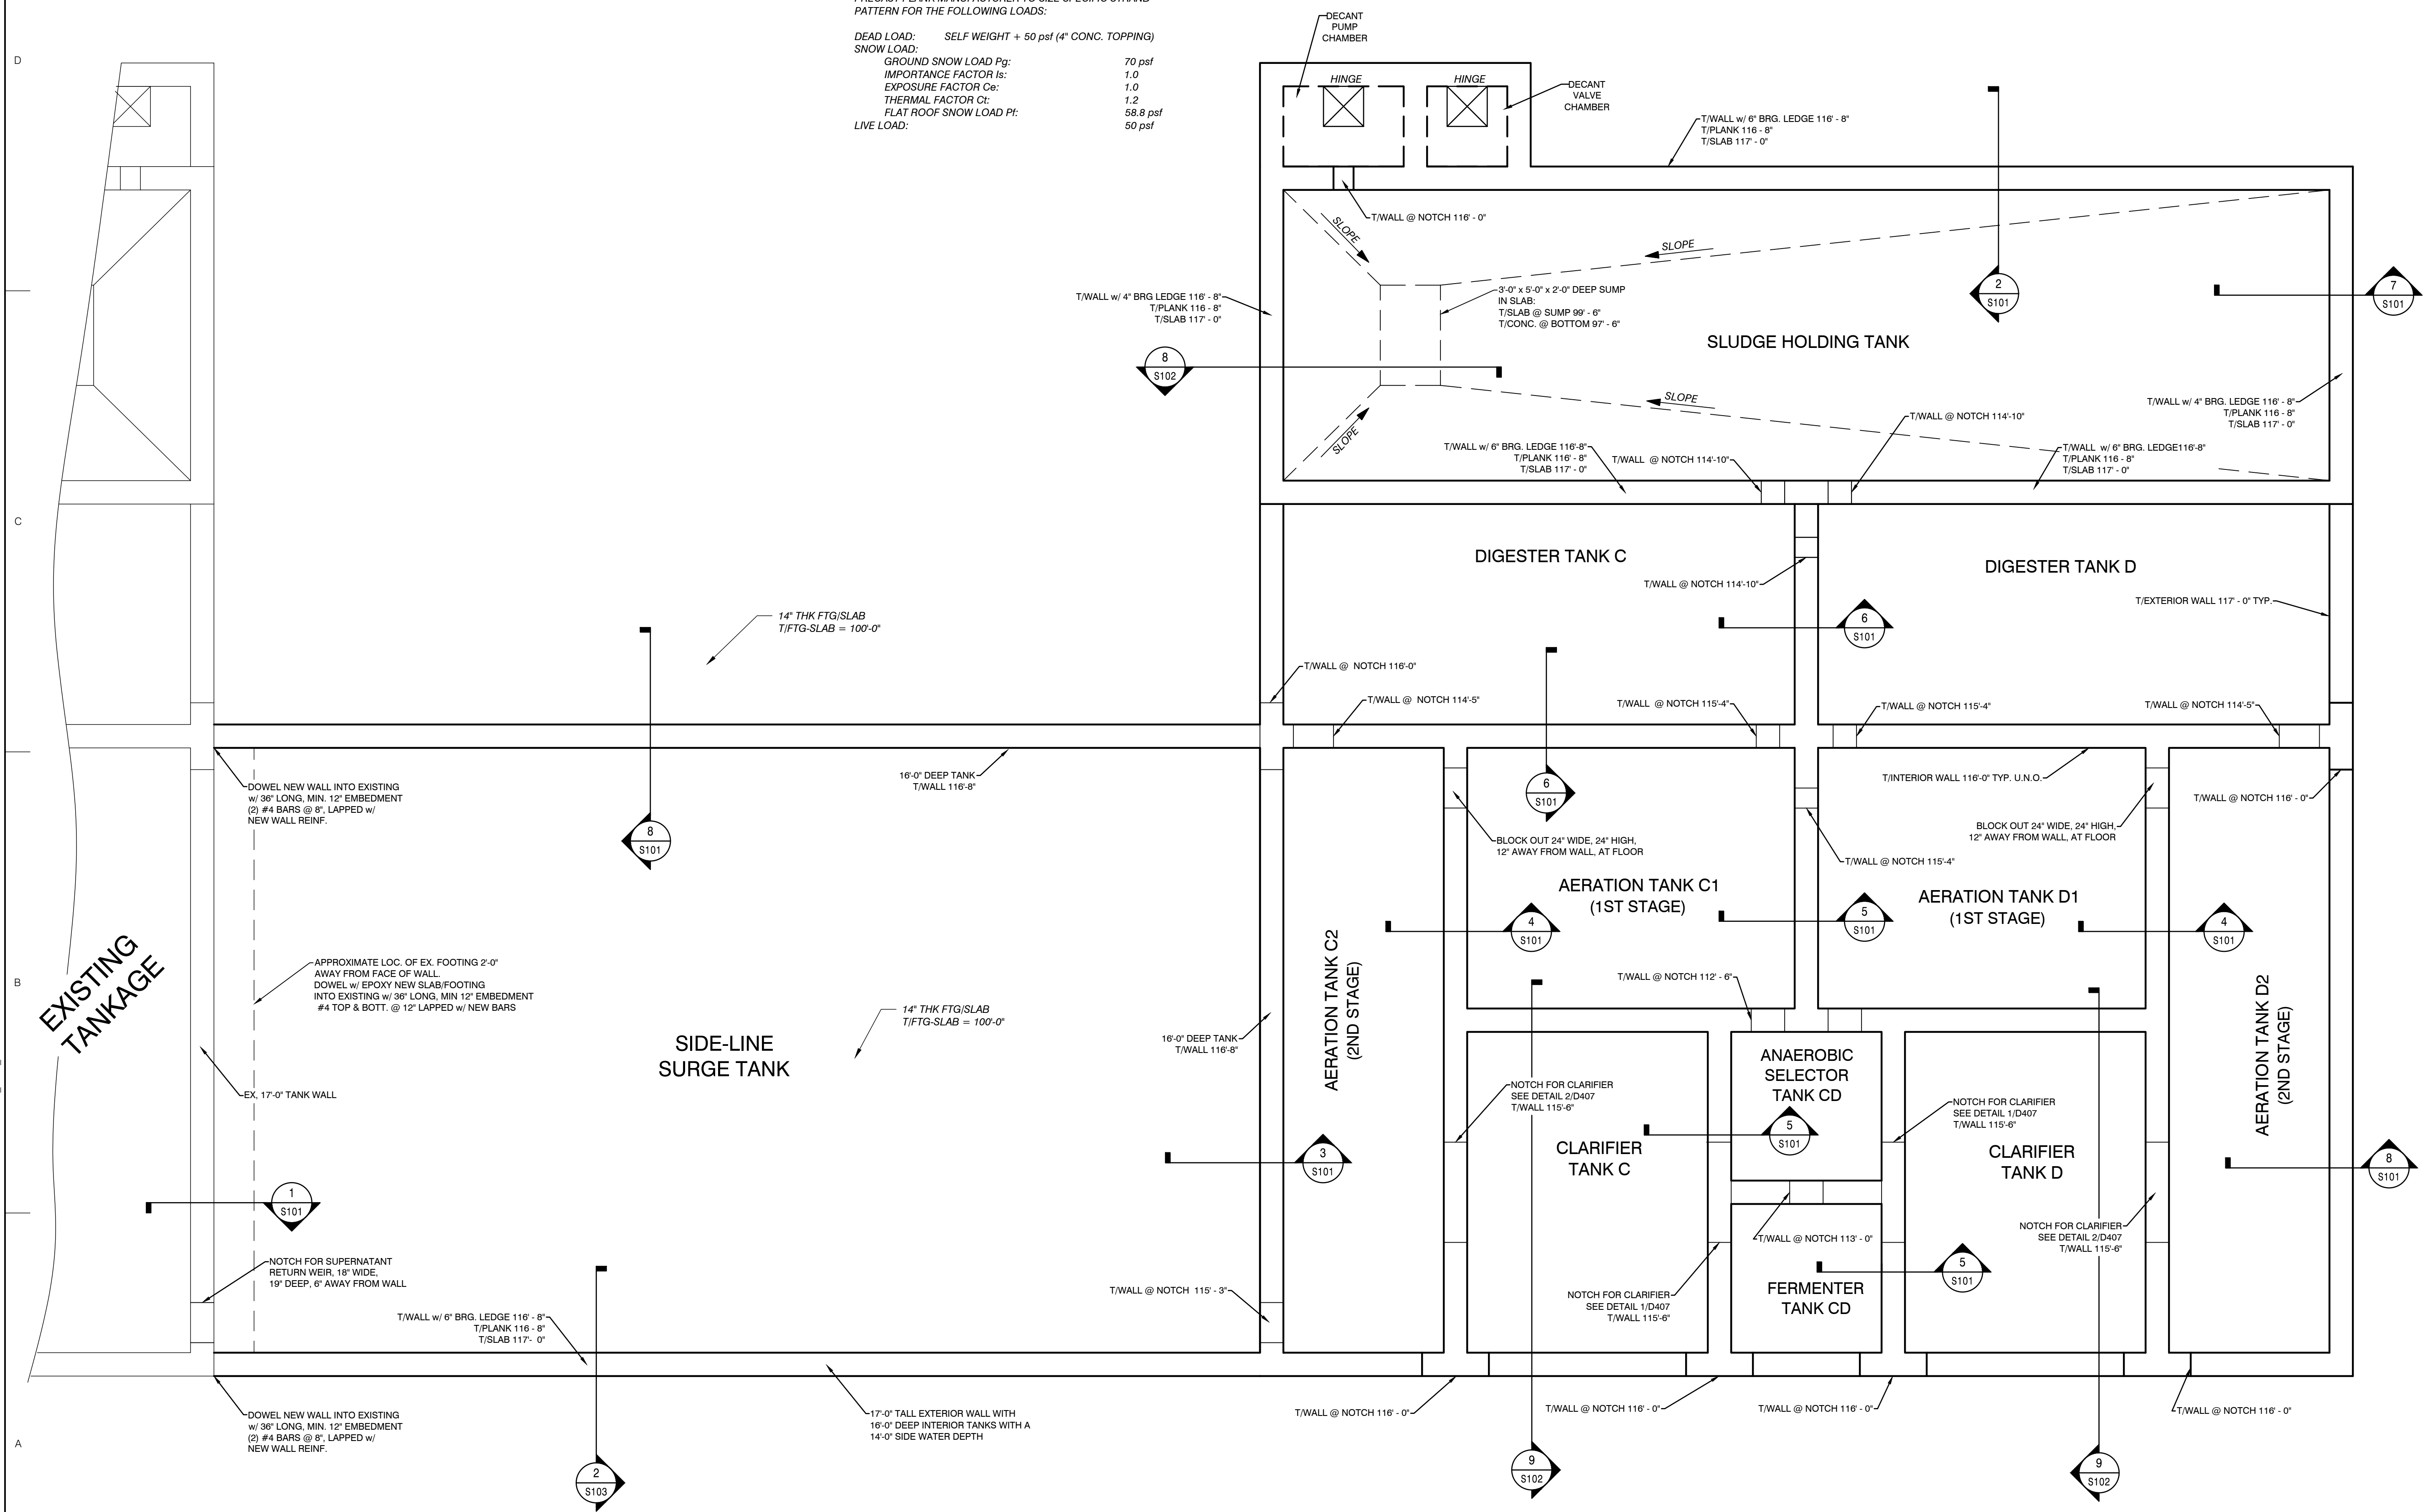 PATTERN FOR THE FOLLOWING LOADS:
DEAD LOAD: SELF WEIGHT + 50 psf (4" CONC. TOPPING)
SNOW LOAD:
GROUND SNOW LOAD Pg: 70 psf
IMPORTANCE FACTOR Is: 1.0
EXPOSURE FACTOR Ce: 1.0
THERMAL FACTOR Ct: 1.2
FLAT ROOF SNOW LOAD Pf: 58.8 psf
LIVE LOAD: 50 psf
D
C
B
A
DECANT
PUMP
CHAMBER
HINGE
HINGE
DECANT
VALVE
CHAMBER
T/WALL w/ 6" BRG. LEDGE 116' - 8"
T/PLANK 116 - 8"
T/SLAB 117' - 0"
T/WALL @ NOTCH 116' - 0"
SLOPE
SLOPE
SLOPE
SLOPE
2
S101
7
S101
T/WALL w/ 4" BRG LEDGE 116' - 8"
T/PLANK 116 - 8"
T/SLAB 117' - 0"
3'-0" x 5'-0" x 2'-0" DEEP SUMP
IN SLAB:
T/SLAB @ SUMP 99' - 6"
T/CONC. @ BOTTOM 97' - 6"
SLUDGE HOLDING TANK
8
S102
T/WALL w/ 4" BRG. LEDGE 116' - 8"
T/PLANK 116 - 8"
T/SLAB 117' - 0"
T/WALL @ NOTCH 114'-10"
T/WALL w/ 6" BRG. LEDGE 116'-8"
T/PLANK 116' - 8"
T/SLAB 117' - 0"
T/WALL @ NOTCH 114'-10"
T/WALL w/ 6" BRG. LEDGE116'-8"
T/PLANK 116 - 8"
T/SLAB 117' - 0"
DIGESTER TANK C
DIGESTER TANK D
T/WALL @ NOTCH 114'-10"
T/EXTERIOR WALL 117' - 0" TYP.
6
S101
14" THK FTG/SLAB
T/FTG-SLAB = 100'-0"
T/WALL @ NOTCH 116'-0"
T/WALL @ NOTCH 114'-5"
T/WALL @ NOTCH 115'-4"
T/WALL @ NOTCH 115'-4"
T/WALL @ NOTCH 114'-5"
DOWEL NEW WALL INTO EXISTING
w/ 36" LONG, MIN. 12" EMBEDMENT
(2) #4 BARS @ 8", LAPPED w/
NEW WALL REINF.
8
S101
16'-0" DEEP TANK
T/WALL 116'-8"
6
S101
T/INTERIOR WALL 116'-0" TYP. U.N.O.
T/WALL @ NOTCH 116' - 0"
BLOCK OUT 24" WIDE, 24" HIGH,
12" AWAY FROM WALL, AT FLOOR
BLOCK OUT 24" WIDE, 24" HIGH,
12" AWAY FROM WALL, AT FLOOR
T/WALL @ NOTCH 115'-4"
AERATION TANK C1
(1ST STAGE)
AERATION TANK D1
(1ST STAGE)
4
S101
5
S101
4
S101
EXISTING
TANKAGE
APPROXIMATE LOC. OF EX. FOOTING 2'-0"
AWAY FROM FACE OF WALL.
DOWEL w/ EPOXY NEW SLAB/FOOTING
INTO EXISTING w/ 36" LONG, MIN 12" EMBEDMENT
#4 TOP & BOTT. @ 12" LAPPED w/ NEW BARS
T/WALL @ NOTCH 112' - 6"
14" THK FTG/SLAB
T/FTG-SLAB = 100'-0"
SIDE-LINE
SURGE TANK
16'-0" DEEP TANK
T/WALL 116'-8"
AERATION TANK C2
(2ND STAGE)
AERATION TANK D2
(2ND STAGE)
EX, 17'-0" TANK WALL
ANAEROBIC
SELECTOR
TANK CD
5
S101
NOTCH FOR CLARIFIER
SEE DETAIL 2/D407
T/WALL 115'-6"
NOTCH FOR CLARIFIER
SEE DETAIL 1/D407
T/WALL 115'-6"
CLARIFIER
TANK C
CLARIFIER
TANK D
3
S101
8
S101
1
S101
NOTCH FOR SUPERNATANT
RETURN WEIR, 18" WIDE,
19" DEEP, 6" AWAY FROM WALL
T/WALL @ NOTCH 113' - 0"
NOTCH FOR CLARIFIER
SEE DETAIL 2/D407
T/WALL 115'-6"
5
S101
T/WALL @ NOTCH 115' - 3"
NOTCH FOR CLARIFIER
SEE DETAIL 1/D407
T/WALL 115'-6"
FERMENTER
TANK CD
T/WALL w/ 6" BRG. LEDGE 116' - 8"
T/PLANK 116 - 8"
T/SLAB 117'- 0"
DOWEL NEW WALL INTO EXISTING
w/ 36" LONG, MIN. 12" EMBEDMENT
(2) #4 BARS @ 8", LAPPED w/
NEW WALL REINF.
17'-0" TALL EXTERIOR WALL WITH
16'-0" DEEP INTERIOR TANKS WITH A
14'-0" SIDE WATER DEPTH
T/WALL @ NOTCH 116' - 0"
T/WALL @ NOTCH 116' - 0"
T/WALL @ NOTCH 116' - 0"
T/WALL @ NOTCH 116' - 0"
2
S103
9
S102
9
S102